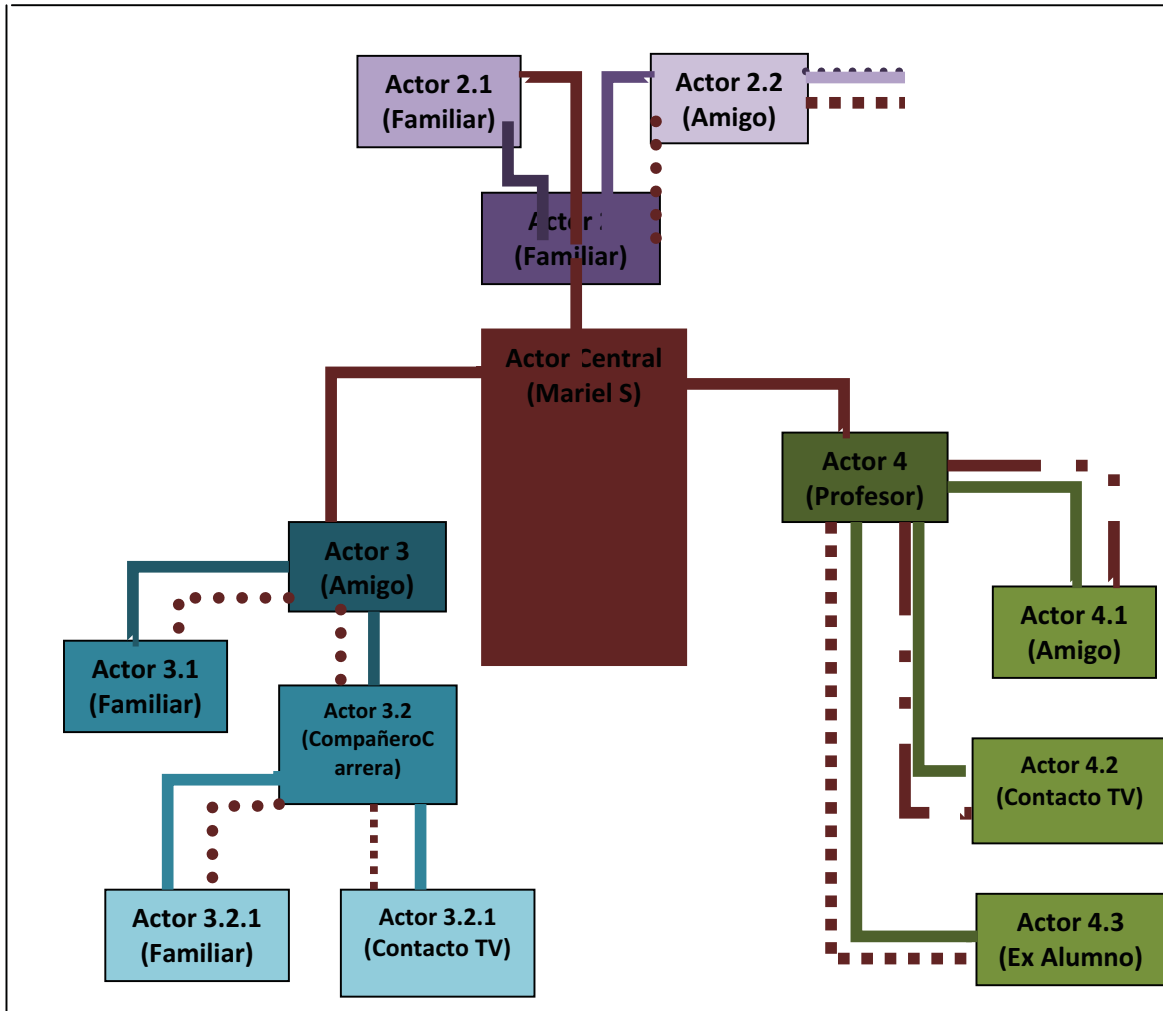 Actor 2.1
(Familiar)
Actor 2.2
(Amigo)
Actor
(Familiar)
Actor Central
(Mariel S)
Actor 4
(Profesor)
Actor 3
(Amigo)
Actor 4.1
(Amigo)
Actor 3.1
(Familiar)
Actor 3.2
(CompañeroC
arrera)
Actor 4.2
(Contacto TV)
Actor 3.2.1
(Familiar)
Actor 3.2.1
(Contacto TV)
Actor 4.3
(Ex Alumno)